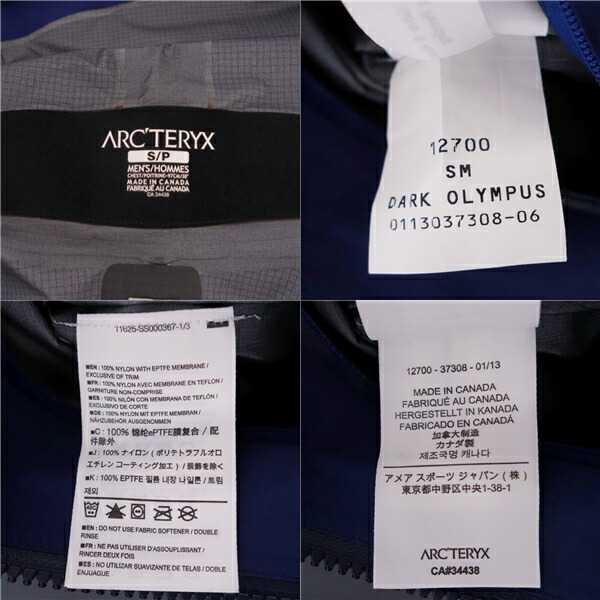 ARC'TERYX
S/P
MEN'S/HOMMES
CHEST/POITRINE-97CM/38"
MADE IN CANADA
FABRIQUÉ AU CANADA
CA 34438
12700
SM
DARK OLYMPUS
0113037308-06
11625-SS000367-1/3
■EN: 100% NYLON WITH EPTFE MEMBRANE /
EXCLUSIVE OF TRIM
■FR: 100% NYLON AVEC MEMBRANE EN TEFLON /
GARNITURE NON-COMPRISE
■ES: 100% NILÓN CON MEMBRANA DE TEFLÓN /
EXCLUSIVO DE CORTE
■DE: 100% NYLON MIT EPTFE MEMBRAN /
NÄHZUBEHÖR AUSGENOMMEN
■C: 100% 锦纶ePTFE膜复合 / 配
件除外
■J: 100% ナイロン (ポリテトラフルオロ
エチレン コーティング加工) / 装飾を除く
■K: 100% EPTFE 필름 내장 나일론 / 트림
제외
■EN: DO NOT USE FABRIC SOFTENER / DOUBLE
RINSE
■FR: NE PAS UTILISER D'ASSOUPLISSANT /
RINCER DEUX FOIS
■ES: NO UTILIZAR SUAVIZANTE DE TELAS / DOBLE
ENJUAGUE
12700 - 37308 - 01/13
MADE IN CANADA
FABRIQUÉ AU CANADA
HERGESTELLT IN KANADA
FABRICADO EN CANADÁ
加拿大制造
カナダ製
제조국명 캐나다
アメア スポーツ ジャパン (株)
東京都中野区中央1-38-1
ARC'TERYX
CA#34438